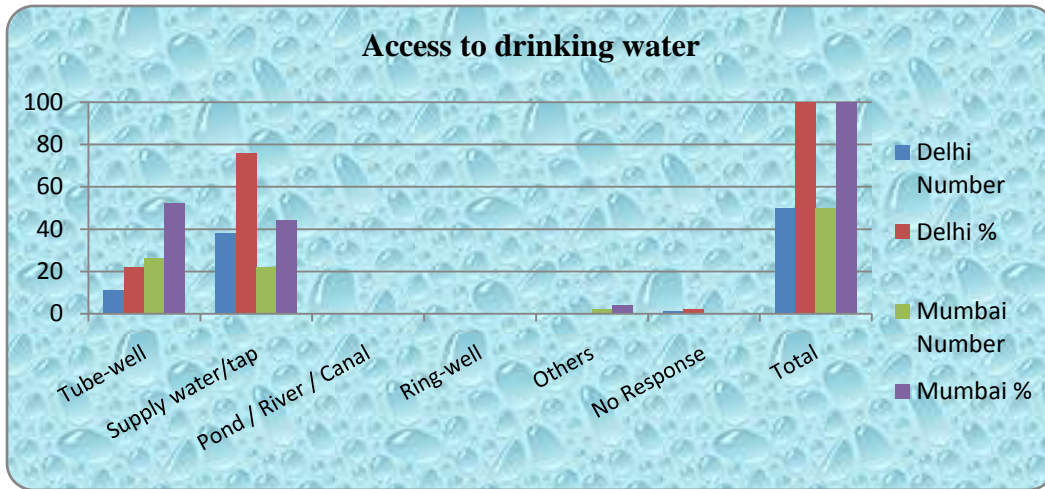 Access to drinking water
100
80
60
40
20
0
Tube-well
Supply water/tap
Pond / River / Canal
Ring-well
Others
No Response
Total
Delhi
Number
Delhi %
Mumbai
Number
Mumbai %